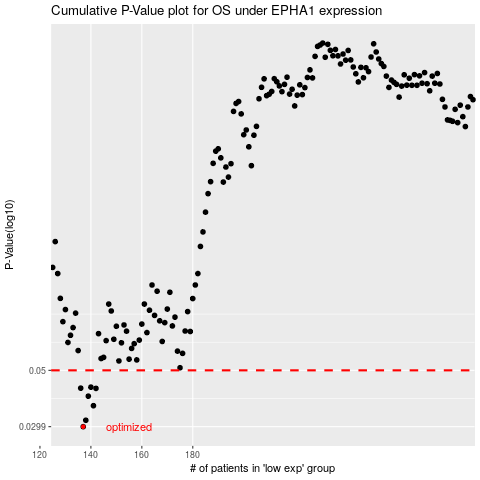 Cumulative P-Value plot for OS under EPHA1 expression
P-Value(log10)
0.05
0.0299
optimized
120 140 160 180
# of patients in 'low exp' group